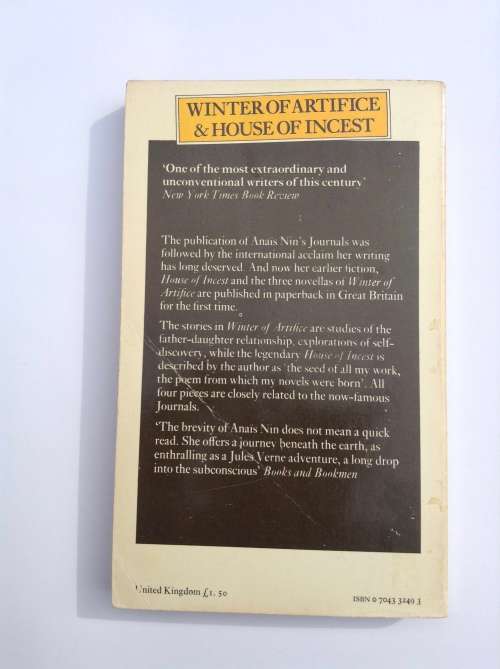 WINTER OF ARTIFICE
& HOUSE OF INCEST
'One of the most extraordinary and
unconventional writers of this century'
New York Times Book Review
The publication of Anaïs Nin's Journals was
followed by the international acclaim her writing
has long deserved. And now her earlier fiction,
House of Incest and the three novellas of Winter of
Artifice are published in paperback in Great Britain
for the first time.
The stories in Winter of Artifice are studies of the
father-daughter relationship, explorations of self-
discovery, while the legendary House of Incest is
described by the author as 'the seed of all my work,
the poem from which my novels were born'. All
four pieces are closely related to the now-famous
Journals.
'The brevity of Anaïs Nin does not mean a quick
read. She offers a journey beneath the earth, as
enthralling as a Jules Verne adventure, a long drop
into the subconscious' Books and Bookmen
United Kingdom £1.50
ISBN 0 7043 3249 3